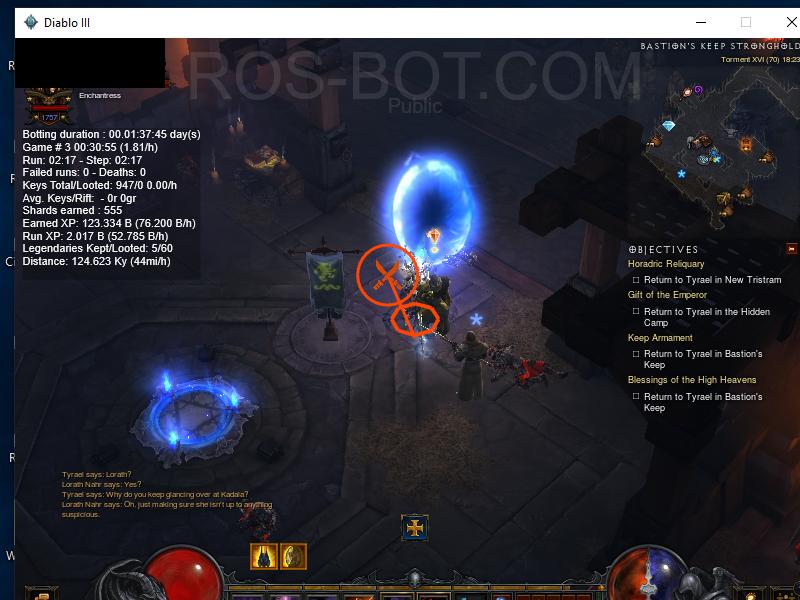 Diablo III
BASTION'S KEEP STRONGHOLD
Torment XVI (70) 18:23
ROS-BOT.COM
Public
Enchantress
1757
Botting duration : 00.01:37:45 day(s)
Game # 3 00:30:55 (1.81/h)
Run: 02:17 - Step: 02:17
Failed runs: 0 - Deaths: 0
Keys Total/Looted: 947/0 0.00/h
Avg. Keys/Rift:  - 0r 0gr
Shards earned : 555
Earned XP: 123.334 B (76.200 B/h)
Run XP: 2.017 B (52.785 B/h)
Legendaries Kept/Looted: 5/60
Distance: 124.623 Ky (44mi/h)
OBJECTIVES
Horadric Reliquary
Return to Tyrael in New Tristram
Gift of the Emperor
Return to Tyrael in the Hidden
Camp
Keep Armament
Return to Tyrael in Bastion's
Keep
Blessings of the High Heavens
Return to Tyrael in Bastion's
Keep
Tyrael says: Lorath?
Lorath Nahr says: Yes?
Tyrael says: Why do you keep glancing over at Kadala?
Lorath Nahr says: Oh, just making sure she isn't up to anything
suspicious.